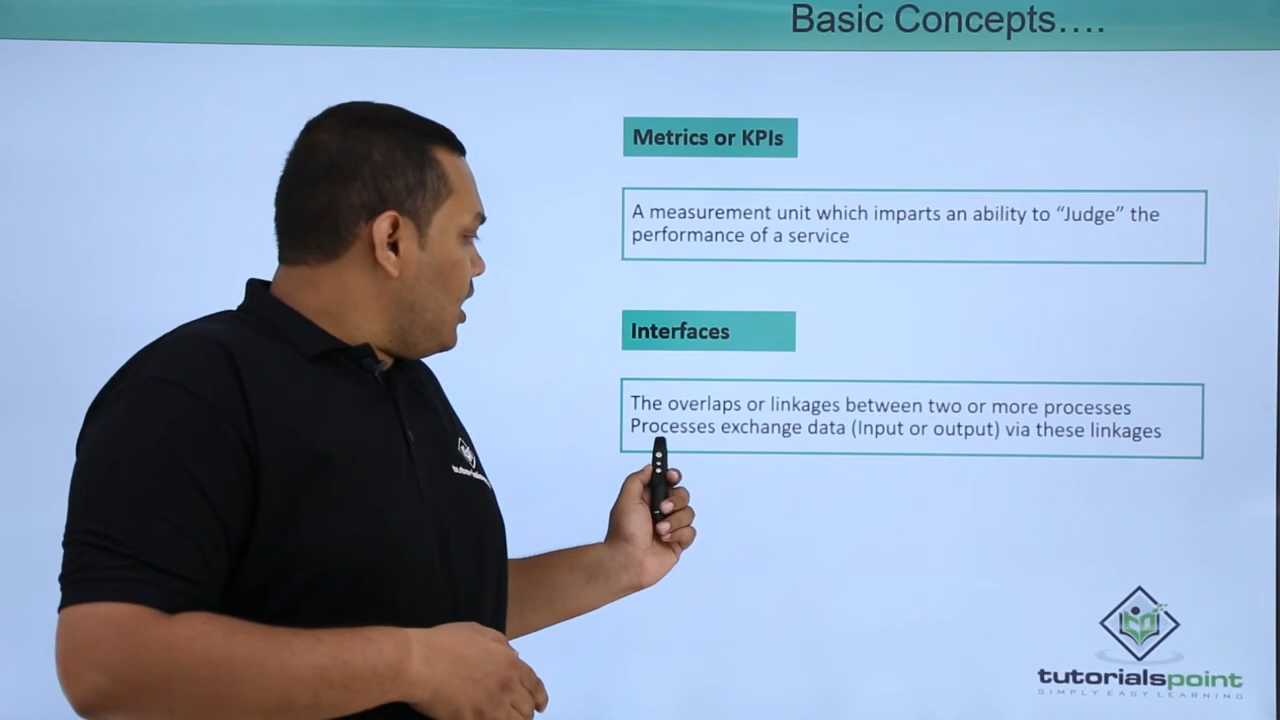 Basic Concepts....
Metrics or KPIs
A measurement unit which imparts an ability to “Judge” the
performance of a service
Interfaces
The overlaps or linkages between two or more processes
Processes exchange data (Input or output) via these linkages
tutorialspoint
SIMPLY EASY LEARNING